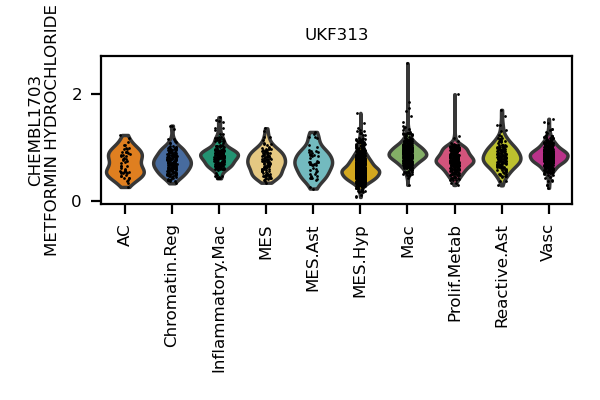 UKF313
CHEMBL1703
METFORMIN HYDROCHLORIDE
2
0
AC
Chromatin.Reg
Inflammatory.Mac
MES
MES.Ast
MES.Hyp
Mac
Prolif.Metab
Reactive.Ast
Vasc